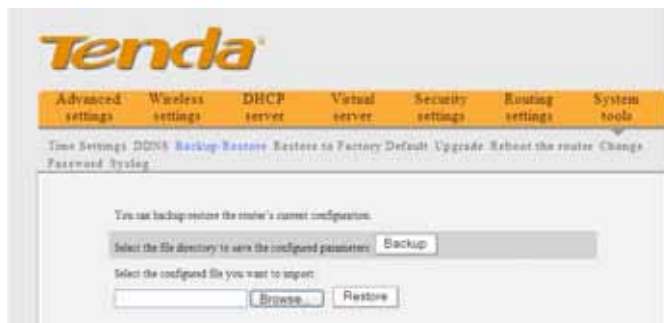 Tenda
Advanced settings
Wireless settings
DHCP server
Virtual server
Security settings
Routing settings
System tools
Time Settings DDNS Backup/Restore Restore to Factory Default Upgrade Reboot the router Change
Password Syslog
You can backup/restore the router's current configuration.
Select the file directory to save the configured parameters: Backup
Select the configured file you want to import:
Browse... Restore